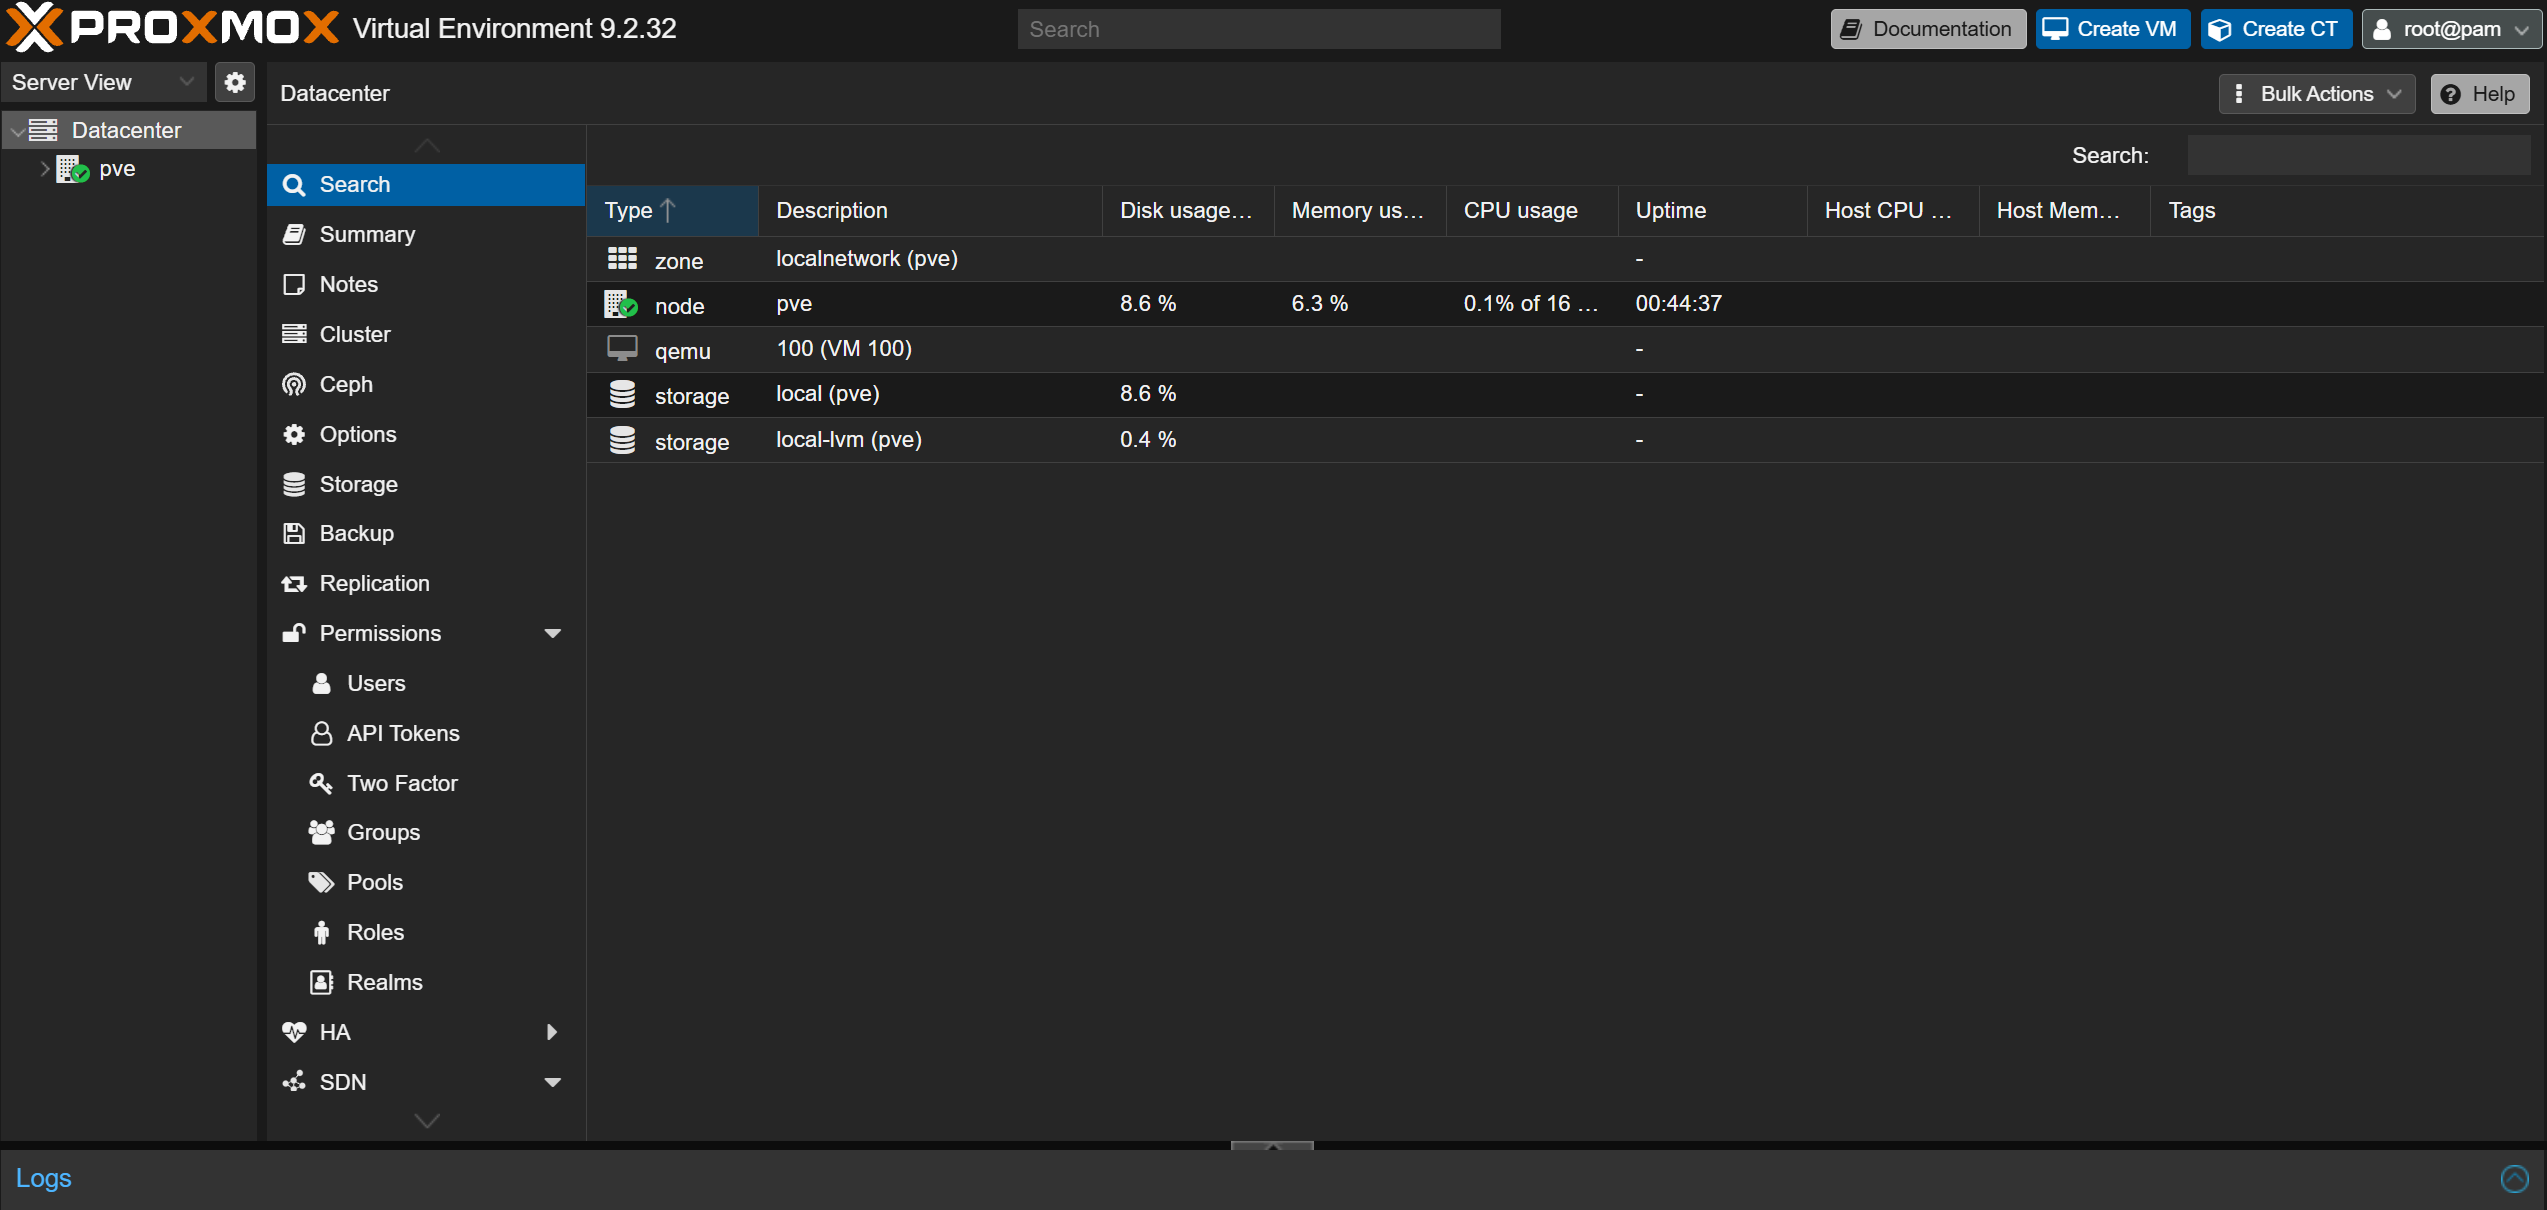 PROXMOX Virtual Environment 9.2.32
Search
Documentation
Create VM
Create CT
root@pam
Server View
Datacenter
pve
Datacenter
Bulk Actions
Help
Search
Summary
Notes
Cluster
Ceph
Options
Storage
Backup
Replication
Permissions
Users
API Tokens
Two Factor
Groups
Pools
Roles
Realms
HA
SDN
Search:
Type Description Disk usage... Memory us... CPU usage Uptime Host CPU ... Host Mem... Tags
zone localnetwork (pve) -
node pve 8.6 % 6.3 % 0.1% of 16 ... 00:44:37
qemu 100 (VM 100) -
storage local (pve) 8.6 % -
storage local-lvm (pve) 0.4 % -
Logs